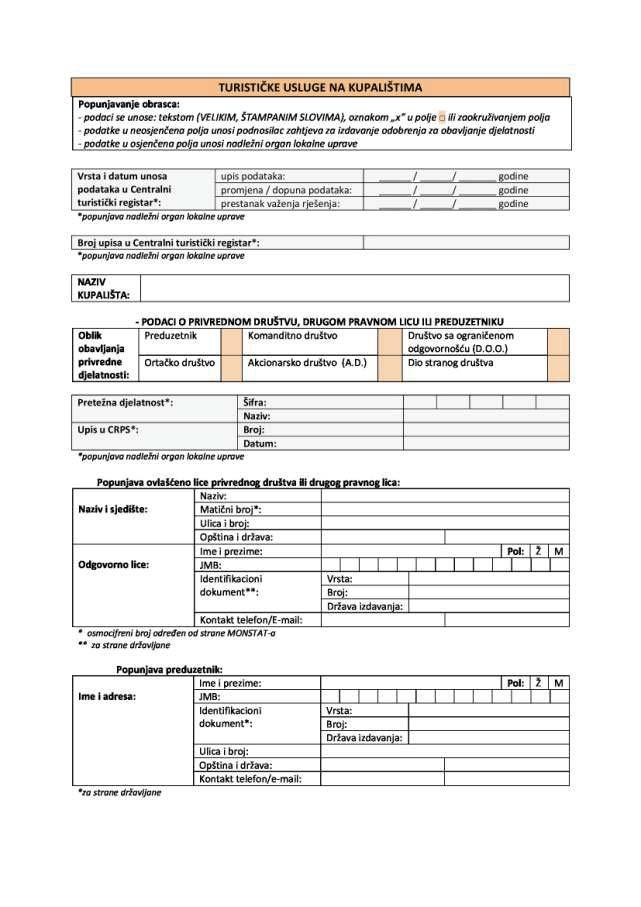 TURISTIČKE USLUGE NA KUPALIŠTIMA
Popunjavanje obrasca:
- podaci se unose: tekstom (VELIKIM, ŠTAMPANIM SLOVIMA), oznakom „x” u polje □ ili zaokruživanjem polja
- podatke u neosjenčena polja unosi podnosilac zahtjeva za izdavanje odobrenja za obavljanje djelatnosti
- podatke u osjenčena polja unosi nadležni organ lokalne uprave
Vrsta i datum unosa podataka u Centralni turistički registar*:
upis podataka: ______ / ______/ _______ godine
promjena / dopuna podataka: ______ / ______/ _______ godine
prestanak važenja rješenja: ______ / ______/ _______ godine
*popunjava nadležni organ lokalne uprave
Broj upisa u Centralni turistički registar*:
*popunjava nadležni organ lokalne uprave
NAZIV
KUPALIŠTA:
- PODACI O PRIVREDNOM DRUŠTVU, DRUGOM PRAVNOM LICU ILI PREDUZETNIKU
Oblik
obavljanja
privredne
djelatnosti:
Preduzetnik
Komanditno društvo
Društvo sa ograničenom
odgovornošću (D.O.O.)
Ortačko društvo
Akcionarsko društvo (A.D.)
Dio stranog društva
Pretežna djelatnost*:
Šifra:
Naziv:
Upis u CRPS*:
Broj:
Datum:
*popunjava nadležni organ lokalne uprave
Popunjava ovlašćeno lice privrednog društva ili drugog pravnog lica:
Naziv i sjedište:
Naziv:
Matični broj*:
Ulica i broj:
Opština i država:
Odgovorno lice:
Ime i prezime: Pol: Ž M
JMB:
Identifikacioni
dokument**:
Vrsta:
Broj:
Država izdavanja:
Kontakt telefon/E-mail:
* osmocifreni broj određen od strane MONSTAT-a
** za strane državljane
Popunjava preduzetnik:
Ime i adresa:
Ime i prezime: Pol: Ž M
JMB:
Identifikacioni
dokument*:
Vrsta:
Broj:
Država izdavanja:
Ulica i broj:
Opština i država:
Kontakt telefon/e-mail:
*za strane državljane